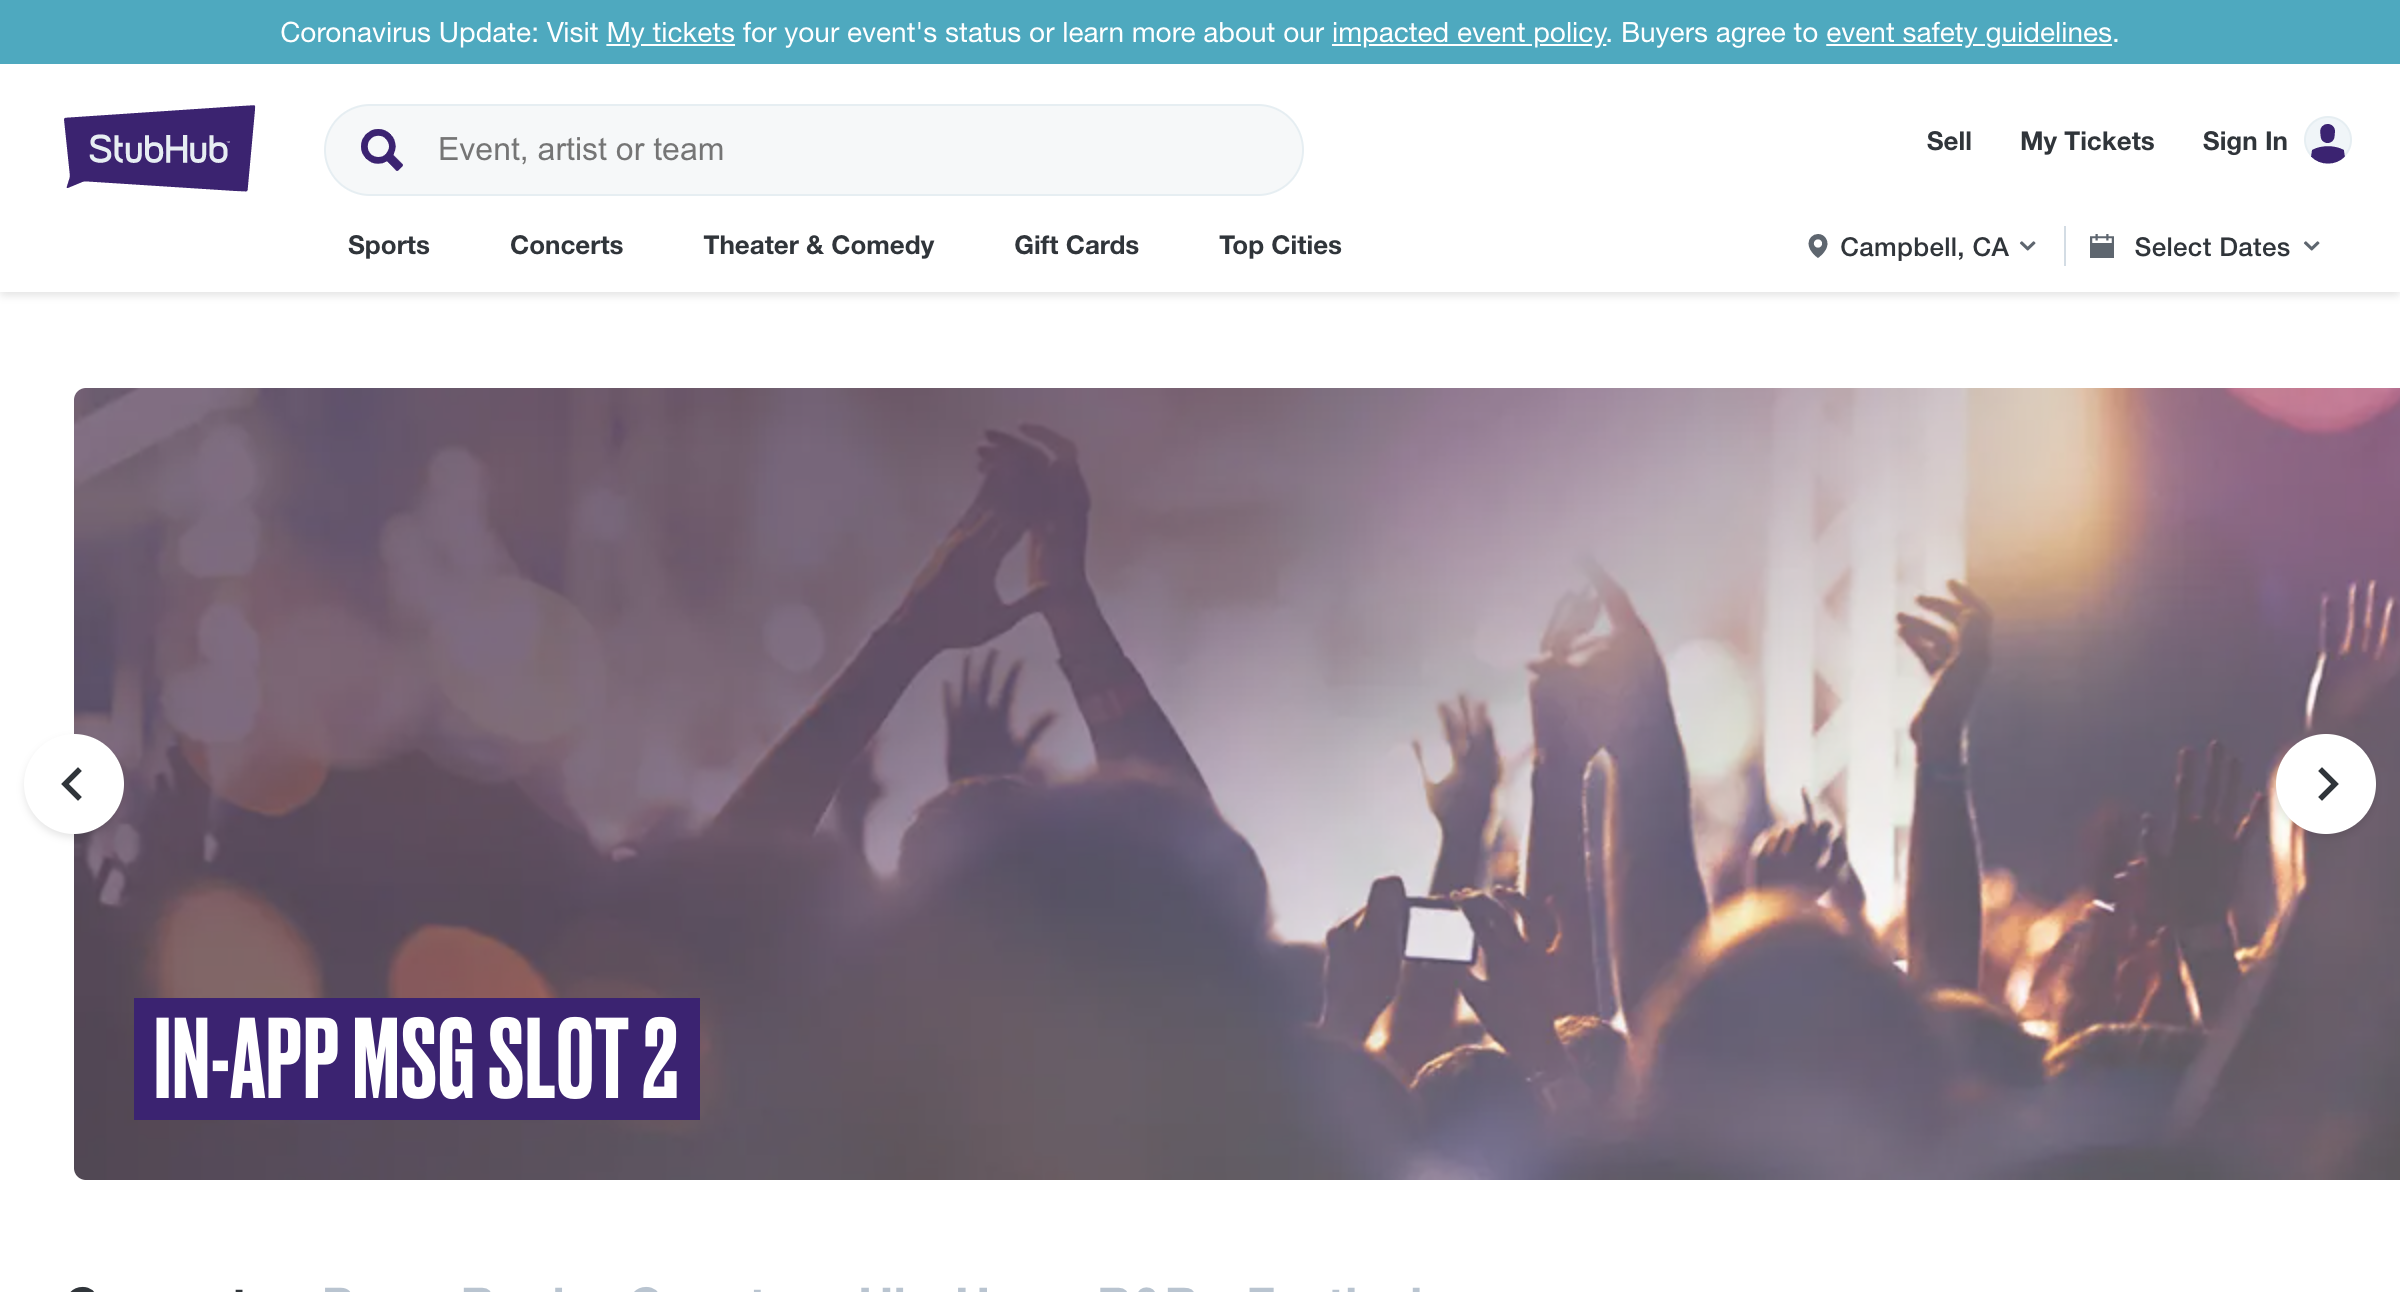 Coronavirus Update: Visit My tickets for your event's status or learn more about our impacted event policy. Buyers agree to event safety guidelines.
StubHub
Event, artist or team
Sell
My Tickets
Sign In
Sports
Concerts
Theater & Comedy
Gift Cards
Top Cities
Campbell, CA
Select Dates
IN-APP MSG SLOT 2